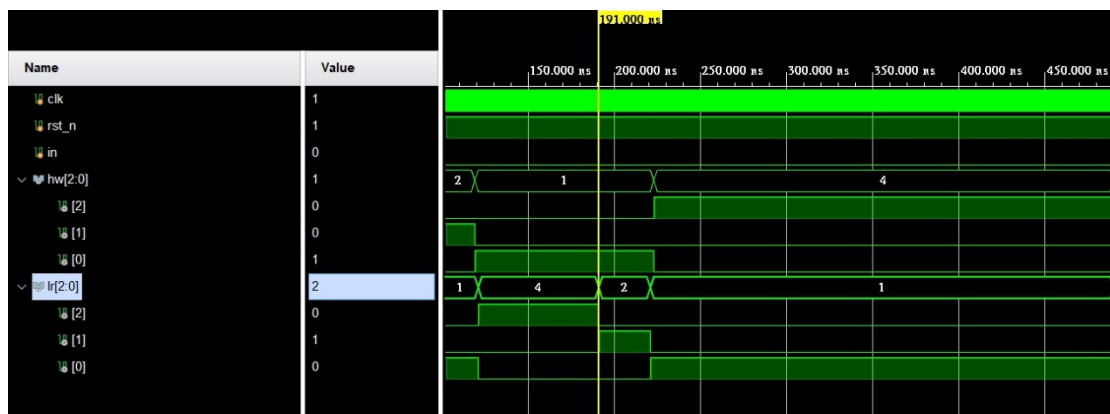 191.000 ns
Name Value
150.000 ns 200.000 ns 250.000 ns 300.000 ns 350.000 ns 400.000 ns 450.000 ns
clk 1
rst_n 1
in 0
hw[2:0] 1 2 1 4
[2] 0
[1] 0
[0] 1
lr[2:0] 2 1 4 2 1
[2] 0
[1] 1
[0] 0